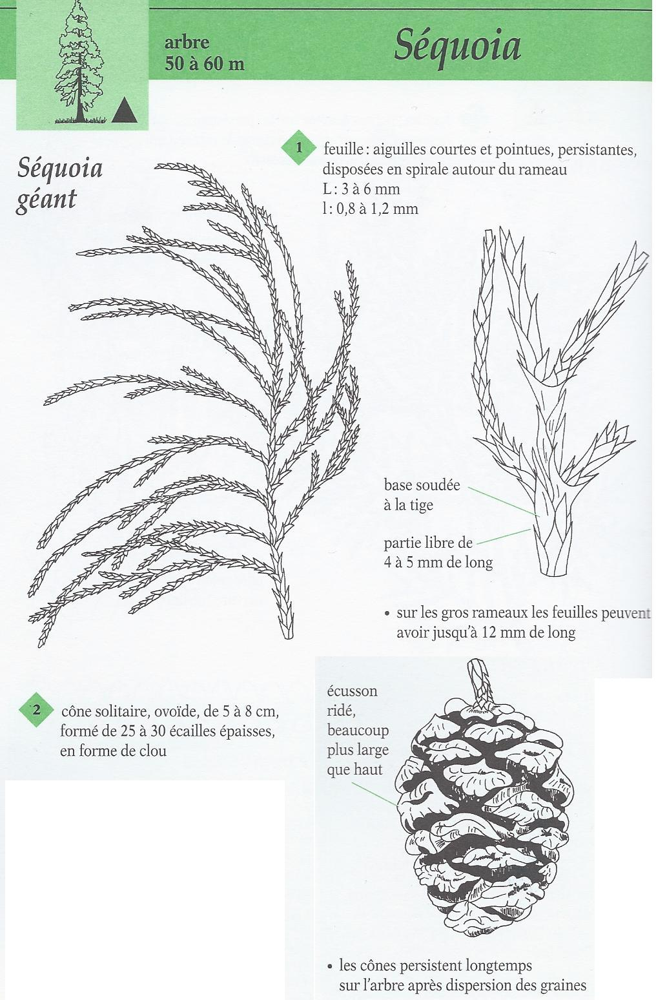 arbre
50 à 60 m
Séquoia
Séquoia
géant
1
feuille : aiguilles courtes et pointues, persistantes,
disposées en spirale autour du rameau
L : 3 à 6 mm
l : 0,8 à 1,2 mm
base soudée
à la tige
partie libre de
4 à 5 mm de long
• sur les gros rameaux les feuilles peuvent
avoir jusqu'à 12 mm de long
2
cône solitaire, ovoïde, de 5 à 8 cm,
formé de 25 à 30 écailles épaisses,
en forme de clou
écusson
ridé,
beaucoup
plus large
que haut
• les cônes persistent longtemps
sur l'arbre après dispersion des graines